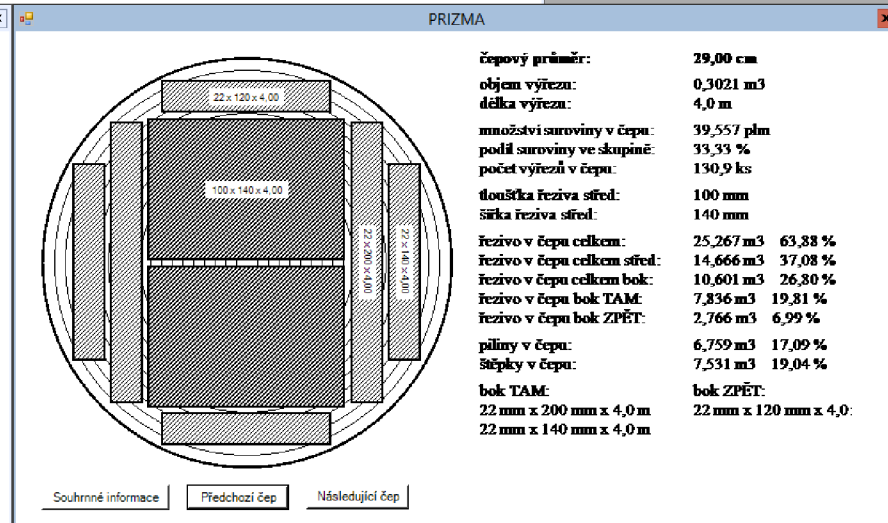 PRIZMA
22 x 120 x 4,00
100 x 140 x 4,00
22 x 200 x 4,00
22 x 140 x 4,00
čepový průměr: 29,00 cm
objem výřezu: 0,3021 m3
délka výřezu: 4,0 m
množství suroviny v čepu: 39,557 plm
podíl suroviny ve skupině: 33,33 %
počet výřezů v čepu: 130,9 ks
tloušťka řeziva střed: 100 mm
šířka řeziva střed: 140 mm
řezivo v čepu celkem: 25,267 m3 63,88 %
řezivo v čepu celkem střed: 14,666 m3 37,08 %
řezivo v čepu celkem bok: 10,601 m3 26,80 %
řezivo v čepu bok TAM: 7,836 m3 19,81 %
řezivo v čepu bok ZPĚT: 2,766 m3 6,99 %
piliny v čepu: 6,759 m3 17,09 %
štěpky v čepu: 7,531 m3 19,04 %
bok TAM: bok ZPĚT:
22 mm x 200 mm x 4,0 m 22 mm x 120 mm x 4,0
22 mm x 140 mm x 4,0 m
Souhrnné informace Předchozí čep Následující čep